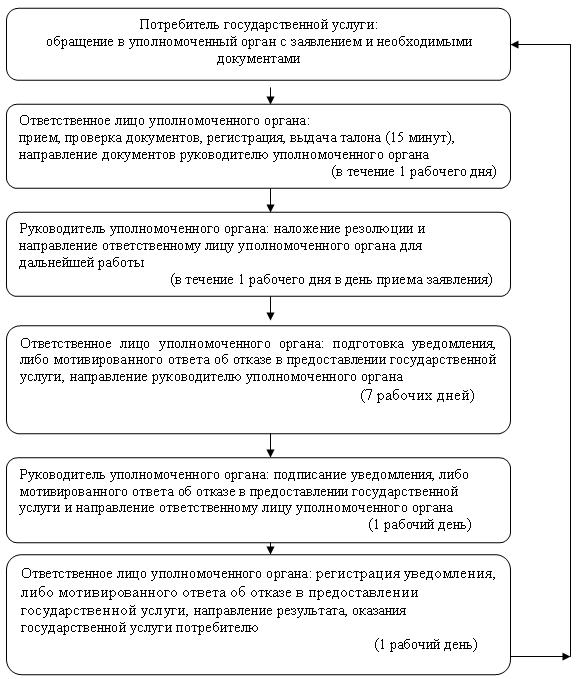 Потребитель государственной услуги:
обращение в уполномоченный орган с заявлением и необходимыми
документами
Ответственное лицо уполномоченного органа:
прием, проверка документов, регистрация, выдача талона (15 минут),
направление документов руководителю уполномоченного органа
(в течение 1 рабочего дня)
Руководитель уполномоченного органа: наложение резолюции и
направление ответственному лицу уполномоченного органа для
дальнейшей работы
(в течение 1 рабочего дня в день приема заявления)
Ответственное лицо уполномоченного органа: подготовка уведомления,
либо мотивированного ответа об отказе в предоставлении государственной
услуги, направление руководителю уполномоченного органа
(7 рабочих дней)
Руководитель уполномоченного органа: подписание уведомления, либо
мотивированного ответа об отказе в предоставлении государственной
услуги и направление ответственному лицу уполномоченного органа
(1 рабочий день)
Ответственное лицо уполномоченного органа: регистрация уведомления,
либо мотивированного ответа об отказе в предоставлении
государственной услуги, направление результата, оказания
государственной услуги потребителю
(1 рабочий день)